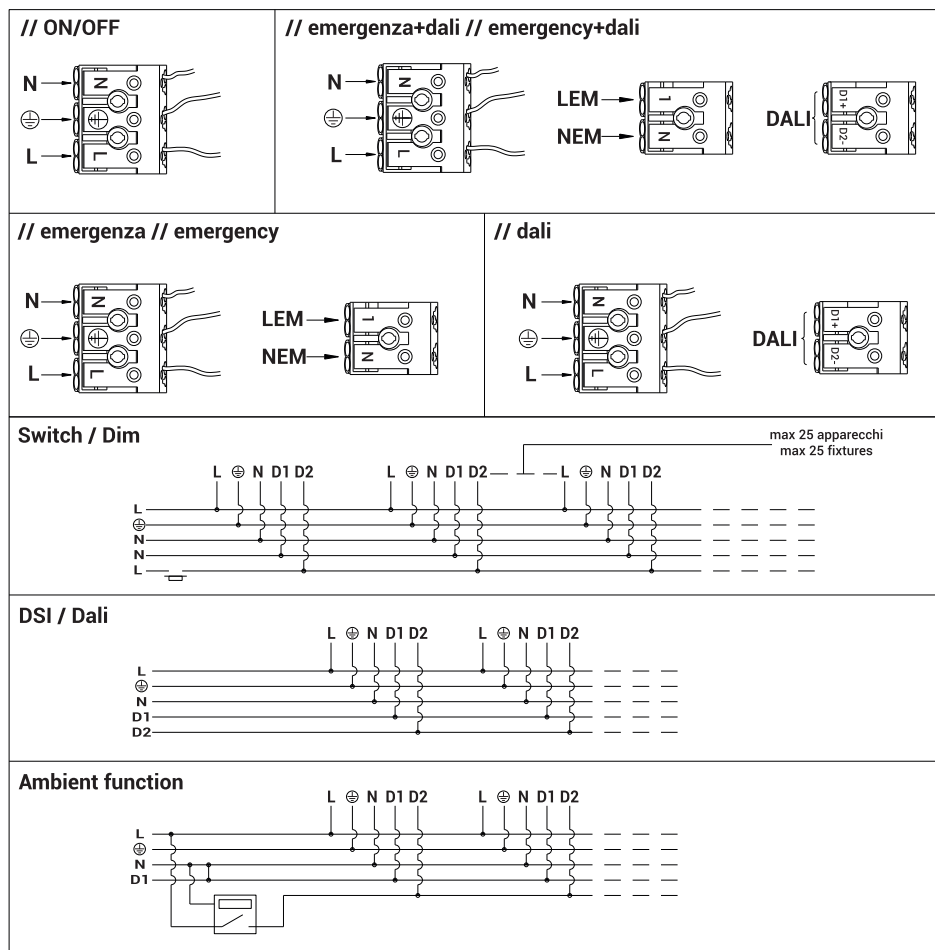 // ON/OFF
N
L
N
L
// emergenza+dali // emergency+dali
N
L
N
L
LEM
NEM
1
N
DALI
D1+
D2-
// emergenza // emergency
N
L
N
L
LEM
NEM
1
N
// dali
N
L
N
L
DALI
D1+
D2-
Switch / Dim
max 25 apparecchi
max 25 fixtures
L N D1 D2 L N D1 D2 L N D1 D2
L
N
N
L
DSI / Dali
L N D1 D2 L N D1 D2
L
N
D1
D2
Ambient function
L N D1 D2 L N D1 D2
L
N
D1